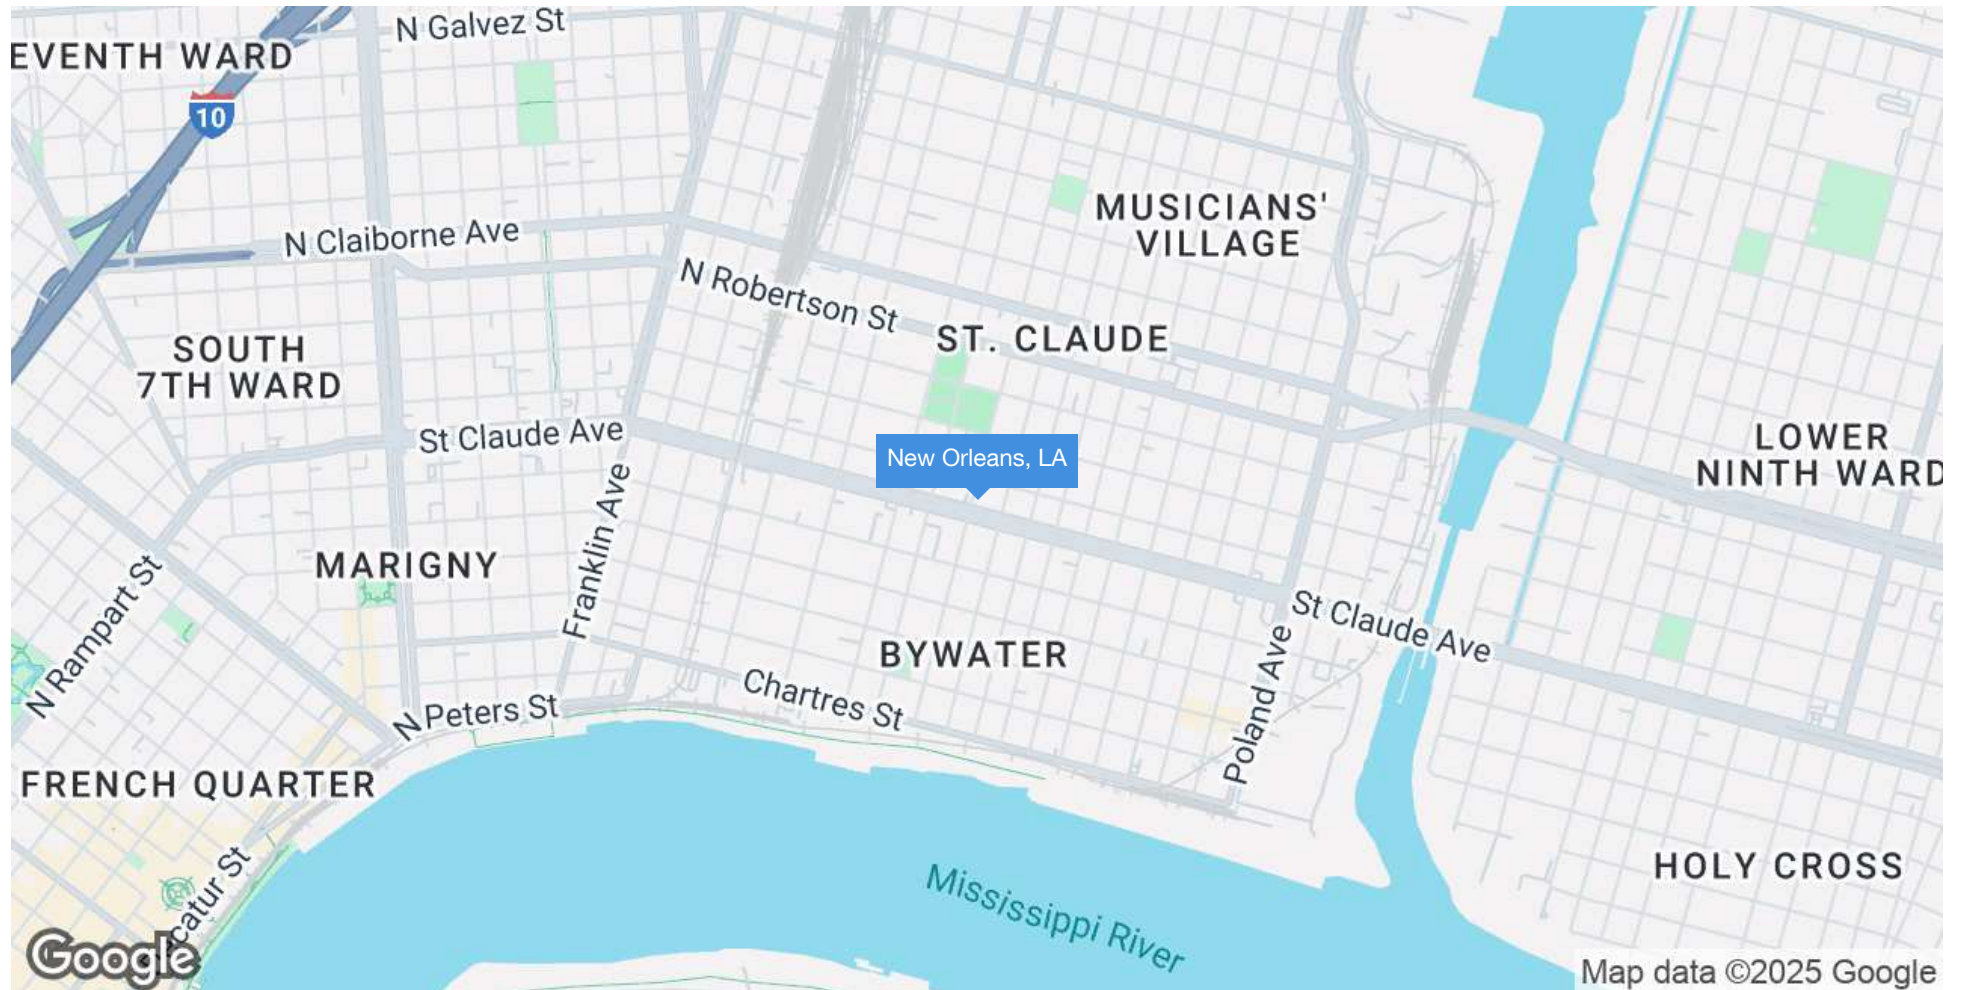 N Galvez St
EVENTH WARD
10
MUSICIANS'
VILLAGE
N Claiborne Ave
N Robertson St
ST. CLAUDE
SOUTH
7TH WARD
St Claude Ave
LOWER
NINTH WARD
New Orleans, LA
Franklin Ave
MARIGNY
N Rampart St
St Claude Ave
BYWATER
Poland Ave
Chartres St
N Peters St
FRENCH QUARTER
catur St
HOLY CROSS
Mississippi River
Google
Map data ©2025 Google